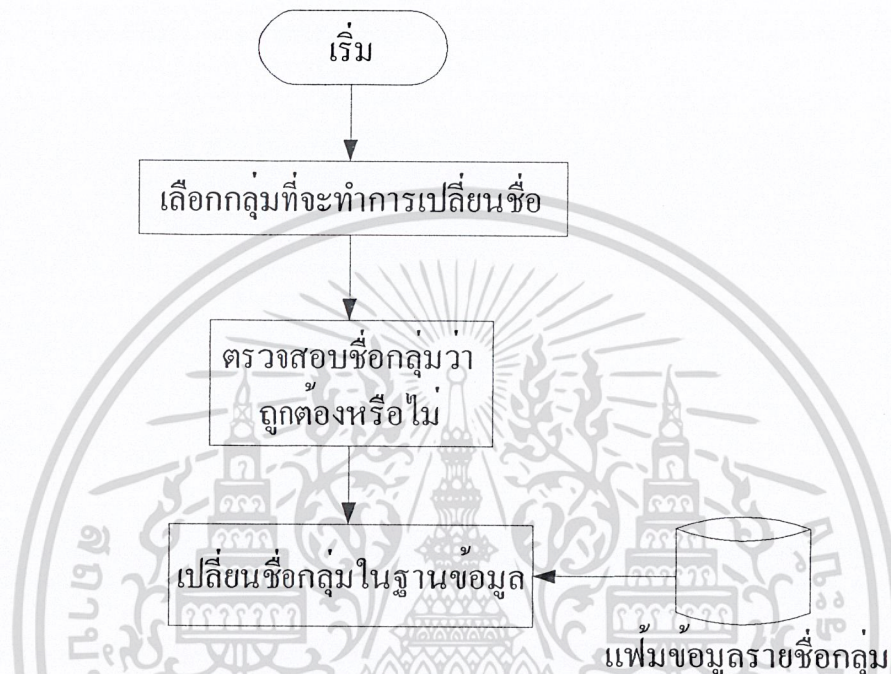 เริ่ม
เลือกกลุ่มที่จะทำการเปลี่ยนชื่อ
ตรวจสอบชื่อกลุ่มว่า
ถูกต้องหรือไม่
เปลี่ยนชื่อกลุ่มในฐานข้อมูล
แฟ้มข้อมูลรายชื่อกลุ่ม